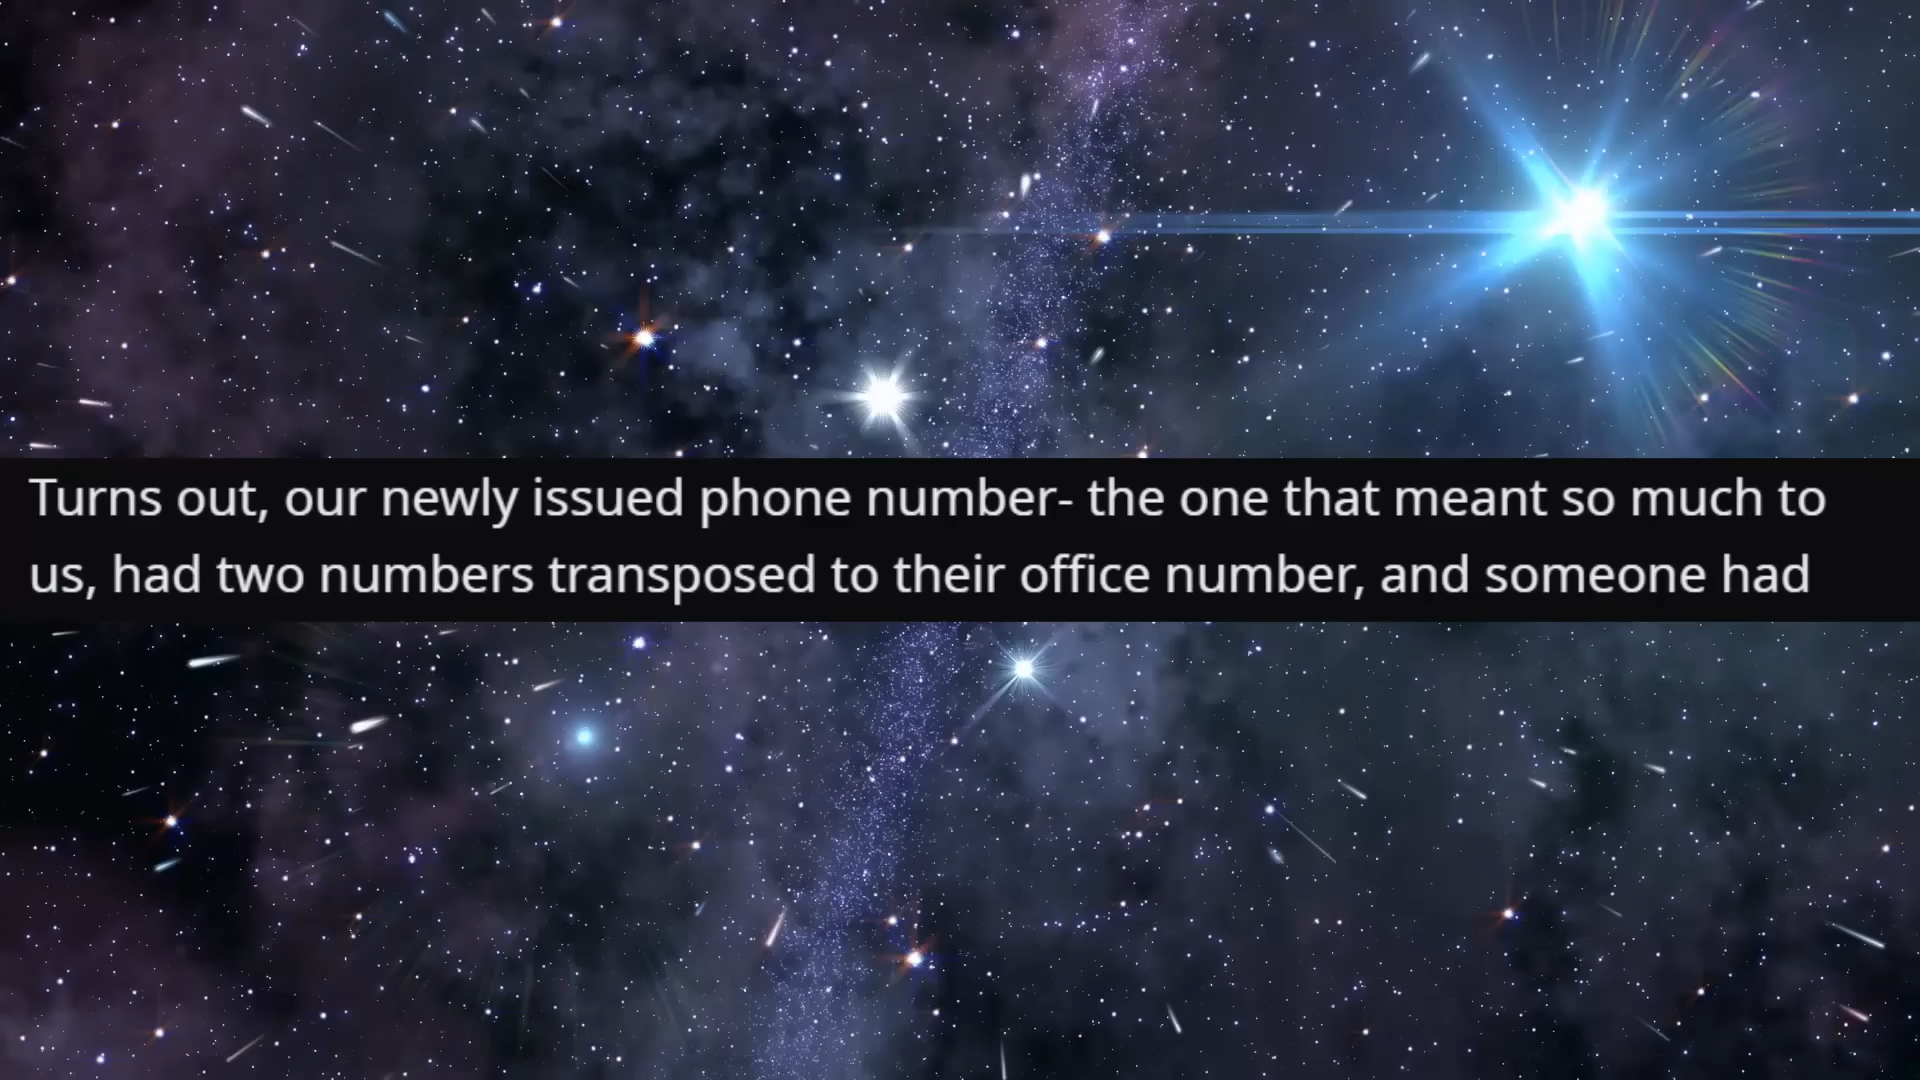 Turns out, our newly issued phone number- the one that meant so much to
us, had two numbers transposed to their office number, and someone had